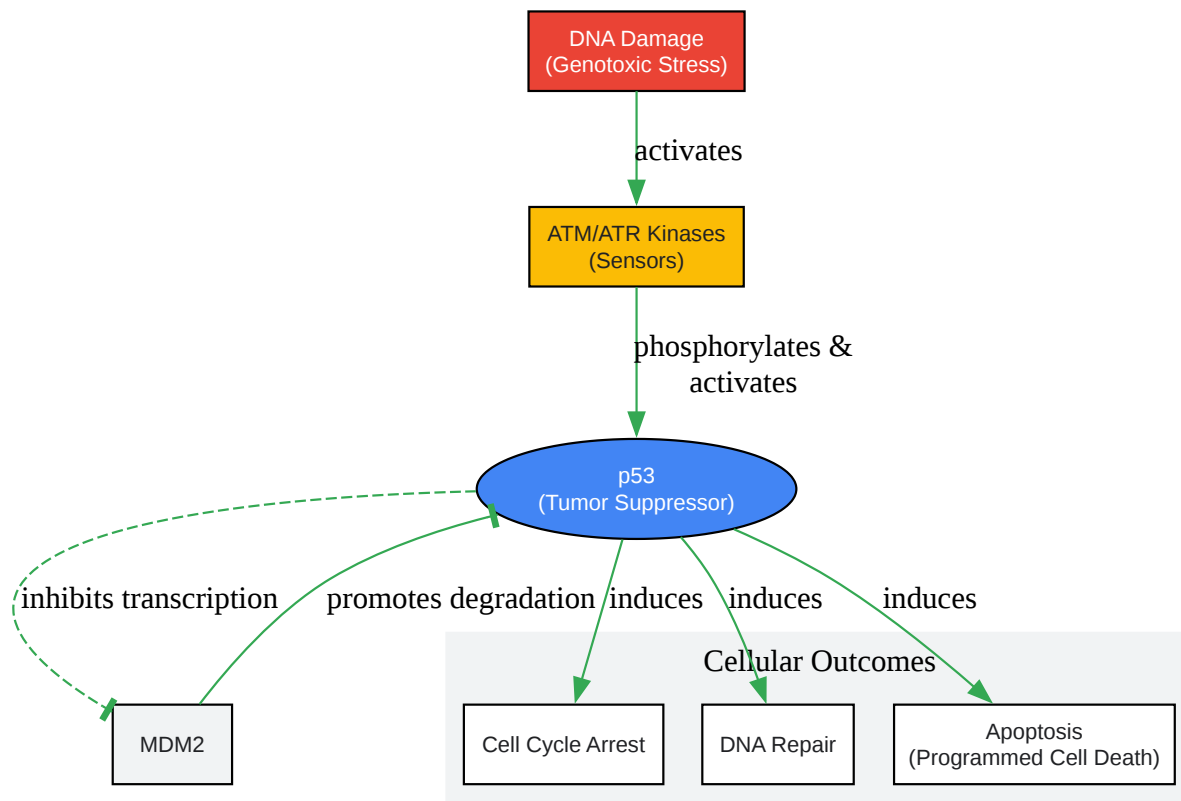 DNA Damage
(Genotoxic Stress)
activates
ATM/ATR Kinases
(Sensors)
phosphorylates &
activates
p53
(Tumor Suppressor)
inhibits transcription
promotes degradation
induces
induces
induces
Cellular Outcomes
MDM2
Cell Cycle Arrest
DNA Repair
Apoptosis
(Programmed Cell Death)